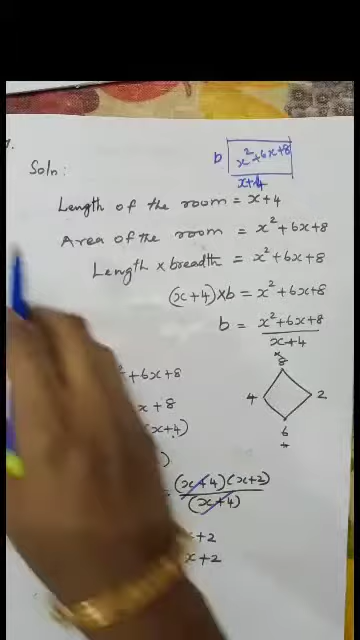 b x²+6x+8
x+4
Soln:
Length of the room = x+4
Area of the room = x²+6x+8
Length × breadth = x²+6x+8
(x+4)×b = x²+6x+8
b = x²+6x+8 / x+4
×
8
4 2
6
+
+6x+8
x+8
(x+4)
)
= (x+4)(x+2) / (x+4)
x+2
x+2